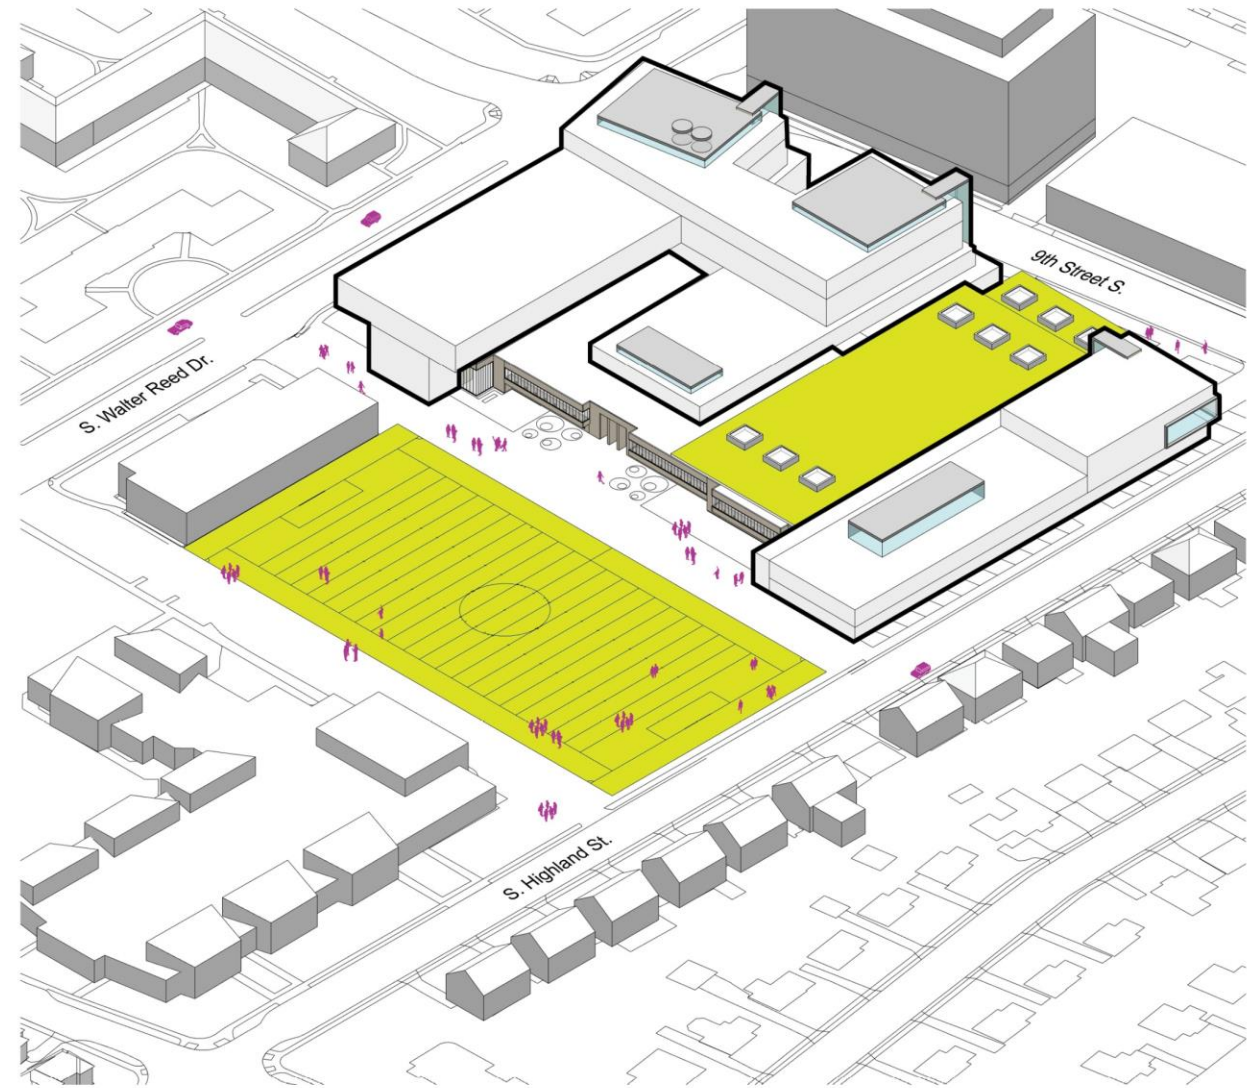 9th Street S.
S. Walter Reed Dr.
S. Highland St.